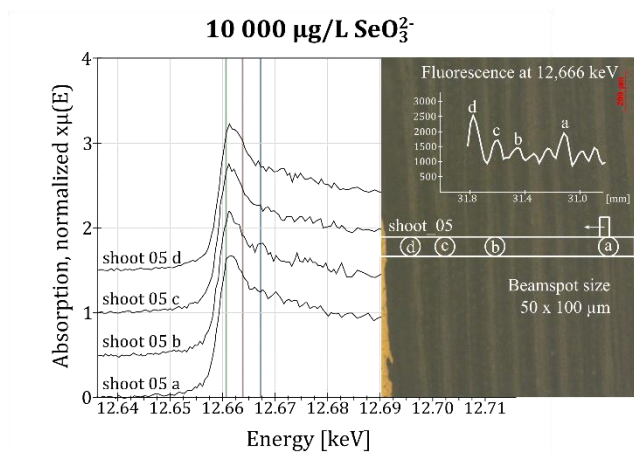 10 000 µg/L SeO₃²⁻
Absorption, normalized xµ(E)
4
3
2
1
0
shoot 05 d
shoot 05 c
shoot 05 b
shoot 05 a
12.64 12.65 12.66 12.67 12.68 12.69 12.70 12.71
Energy [keV]
Fluorescence at 12,666 keV
200 µm
3000
2500
2000
1500
1000
500
d
c
b
a
31.8 31.4 31.0 [mm]
shoot_05
d c b a
Beamspot size
50 x 100 µm